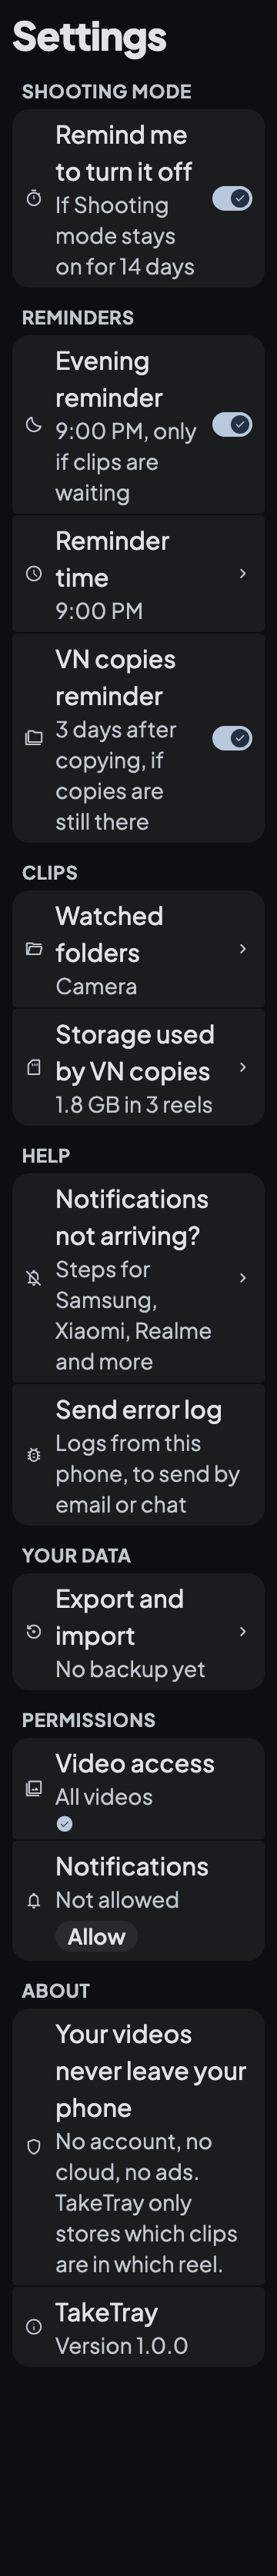 Settings
SHOOTING MODE
Remind me
to turn it off
If Shooting
mode stays
on for 14 days
REMINDERS
Evening
reminder
9:00 PM, only
if clips are
waiting
Reminder
time
9:00 PM
VN copies
reminder
3 days after
copying, if
copies are
still there
CLIPS
Watched
folders
Camera
Storage used
by VN copies
1.8 GB in 3 reels
HELP
Notifications
not arriving?
Steps for
Samsung,
Xiaomi, Realme
and more
Send error log
Logs from this
phone, to send by
email or chat
YOUR DATA
Export and
import
No backup yet
PERMISSIONS
Video access
All videos
Notifications
Not allowed
Allow
ABOUT
Your videos
never leave your
phone
No account, no
cloud, no ads.
TakeTray only
stores which clips
are in which reel.
TakeTray
Version 1.0.0